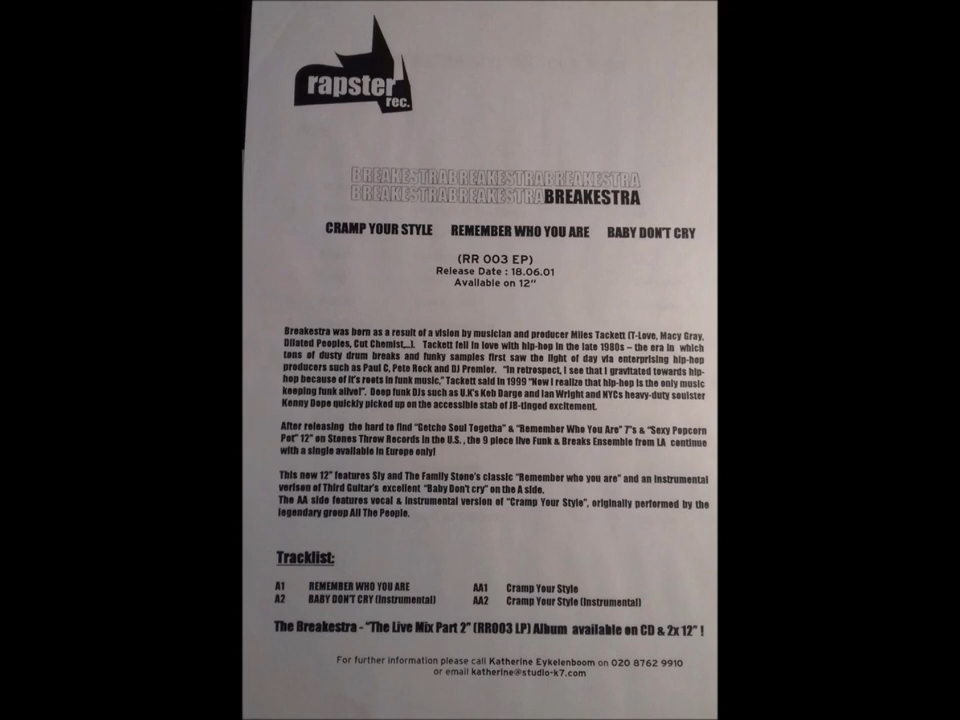 rapster
rec.
BREAKESTRABREAKESTRABREAKESTRA
BREAKESTRABREAKESTRABREAKESTRA
CRAMP YOUR STYLE REMEMBER WHO YOU ARE BABY DON'T CRY
(RR 003 EP)
Release Date : 18.06.01
Available on 12"
Breakestra was born as a result of a vision by musician and producer Miles Tackett (T-Love, Macy Gray,
Dilated Peoples, Cut Chemist,...). Tackett fell in love with hip-hop in the late 1980s – the era in which
tons of dusty drum breaks and funky samples first saw the light of day via enterprising hip-hop
producers such as Paul C, Pete Rock and DJ Premier. "In retrospect, I see that I gravitated towards hip-
hop because of it's roots in funk music," Tackett said in 1999 "Now I realize that hip-hop is the only music
keeping funk alive!". Deep funk DJs such as U.K's Keb Darge and Ian Wright and NYCs heavy-duty soulster
Kenny Dope quickly picked up on the accessible stab of JB-tinged excitement.
After releasing the hard to find "Getcho Soul Togetha" & "Remember Who You Are" 7's & "Sexy Popcorn
Pot" 12" on Stones Throw Records in the U.S. , the 9 piece live Funk & Breaks Ensemble from LA continue
with a single available in Europe only!
This new 12" features Sly and The Family Stone's classic "Remember who you are" and an instrumental
verison of Third Guitar's excellent "Baby Don't cry" on the A side.
The AA side features vocal & instrumental version of "Cramp Your Style", originally performed by the
legendary group All The People.
Tracklist:
A1 REMEMBER WHO YOU ARE AA1 Cramp Your Style
A2 BABY DON'T CRY (Instrumental) AA2 Cramp Your Style (Instrumental)
The Breakestra - "The Live Mix Part 2" (RR003 LP) Album available on CD & 2x 12" !
For further information please call Katherine Eykelenboom on 020 8762 9910
or email katherine@studio-k7.com